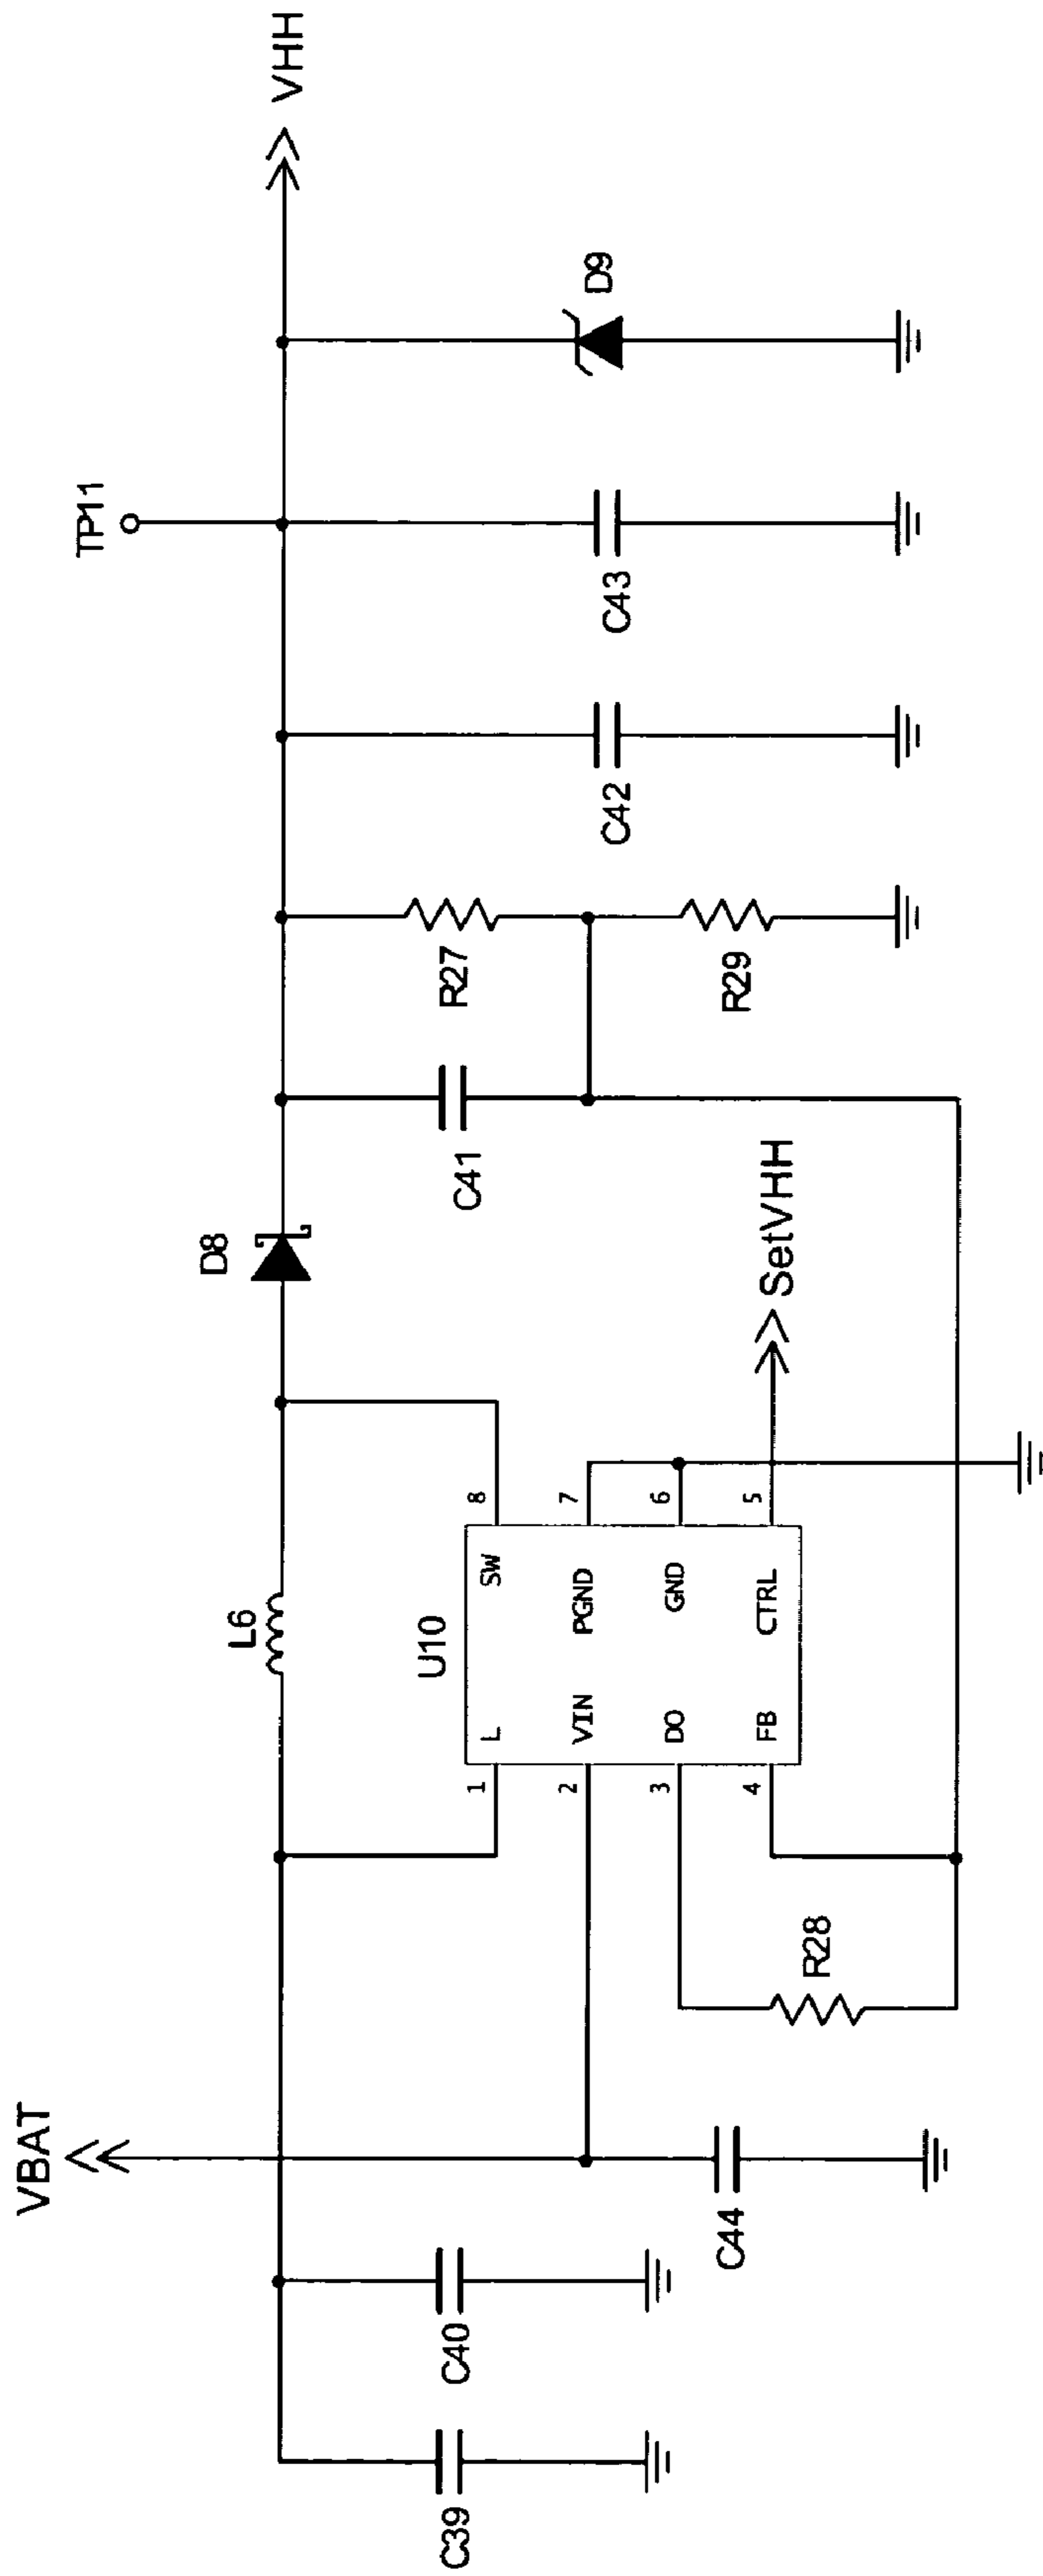 VBAT
VHH
TP11
L6
D8
D9
C39
C40
C44
C41
R27
R29
C42
C43
U10
1
L
SW
8
2
VIN
PGND
7
3
DO
GND
6
4
FB
CTRL
5
SetVHH
R28